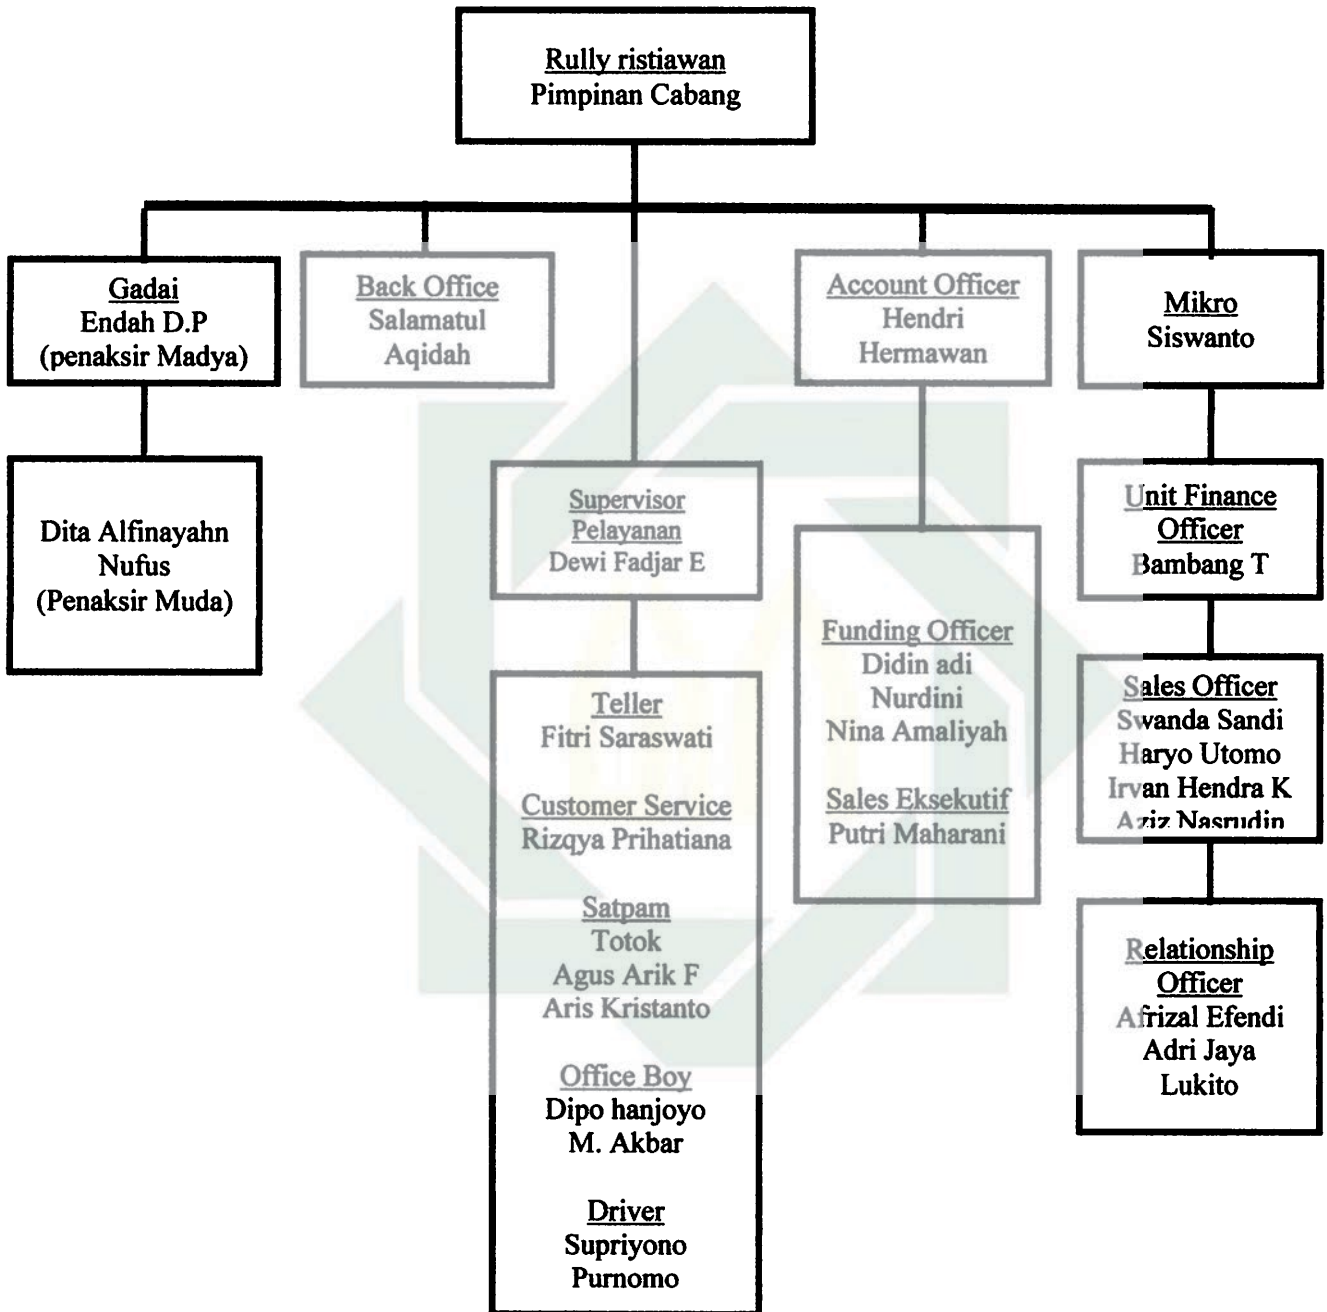 Rully ristiawan
Pimpinan Cabang
Gadai
Endah D.P
(penaksir Madya)
Back Office
Salamatul
Aqidah
Account Officer
Hendri
Hermawan
Mikro
Siswanto
Dita Alfinayahn
Nufus
(Penaksir Muda)
Supervisor
Pelayanan
Dewi Fadjar E
Teller
Fitri Saraswati
Customer Service
Rizqya Prihatiana
Satpam
Totok
Agus Arik F
Aris Kristanto
Office Boy
Dipo hanjoyo
M. Akbar
Driver
Supriyono
Purnomo
Funding Officer
Didin adi
Nurdini
Nina Amaliyah
Sales Eksekutif
Putri Maharani
Unit Finance
Officer
Bambang T
Sales Officer
Swanda Sandi
Haryo Utomo
Irvan Hendra K
Aziz Nasrudin
Relationship
Officer
Afrizal Efendi
Adri Jaya
Lukito